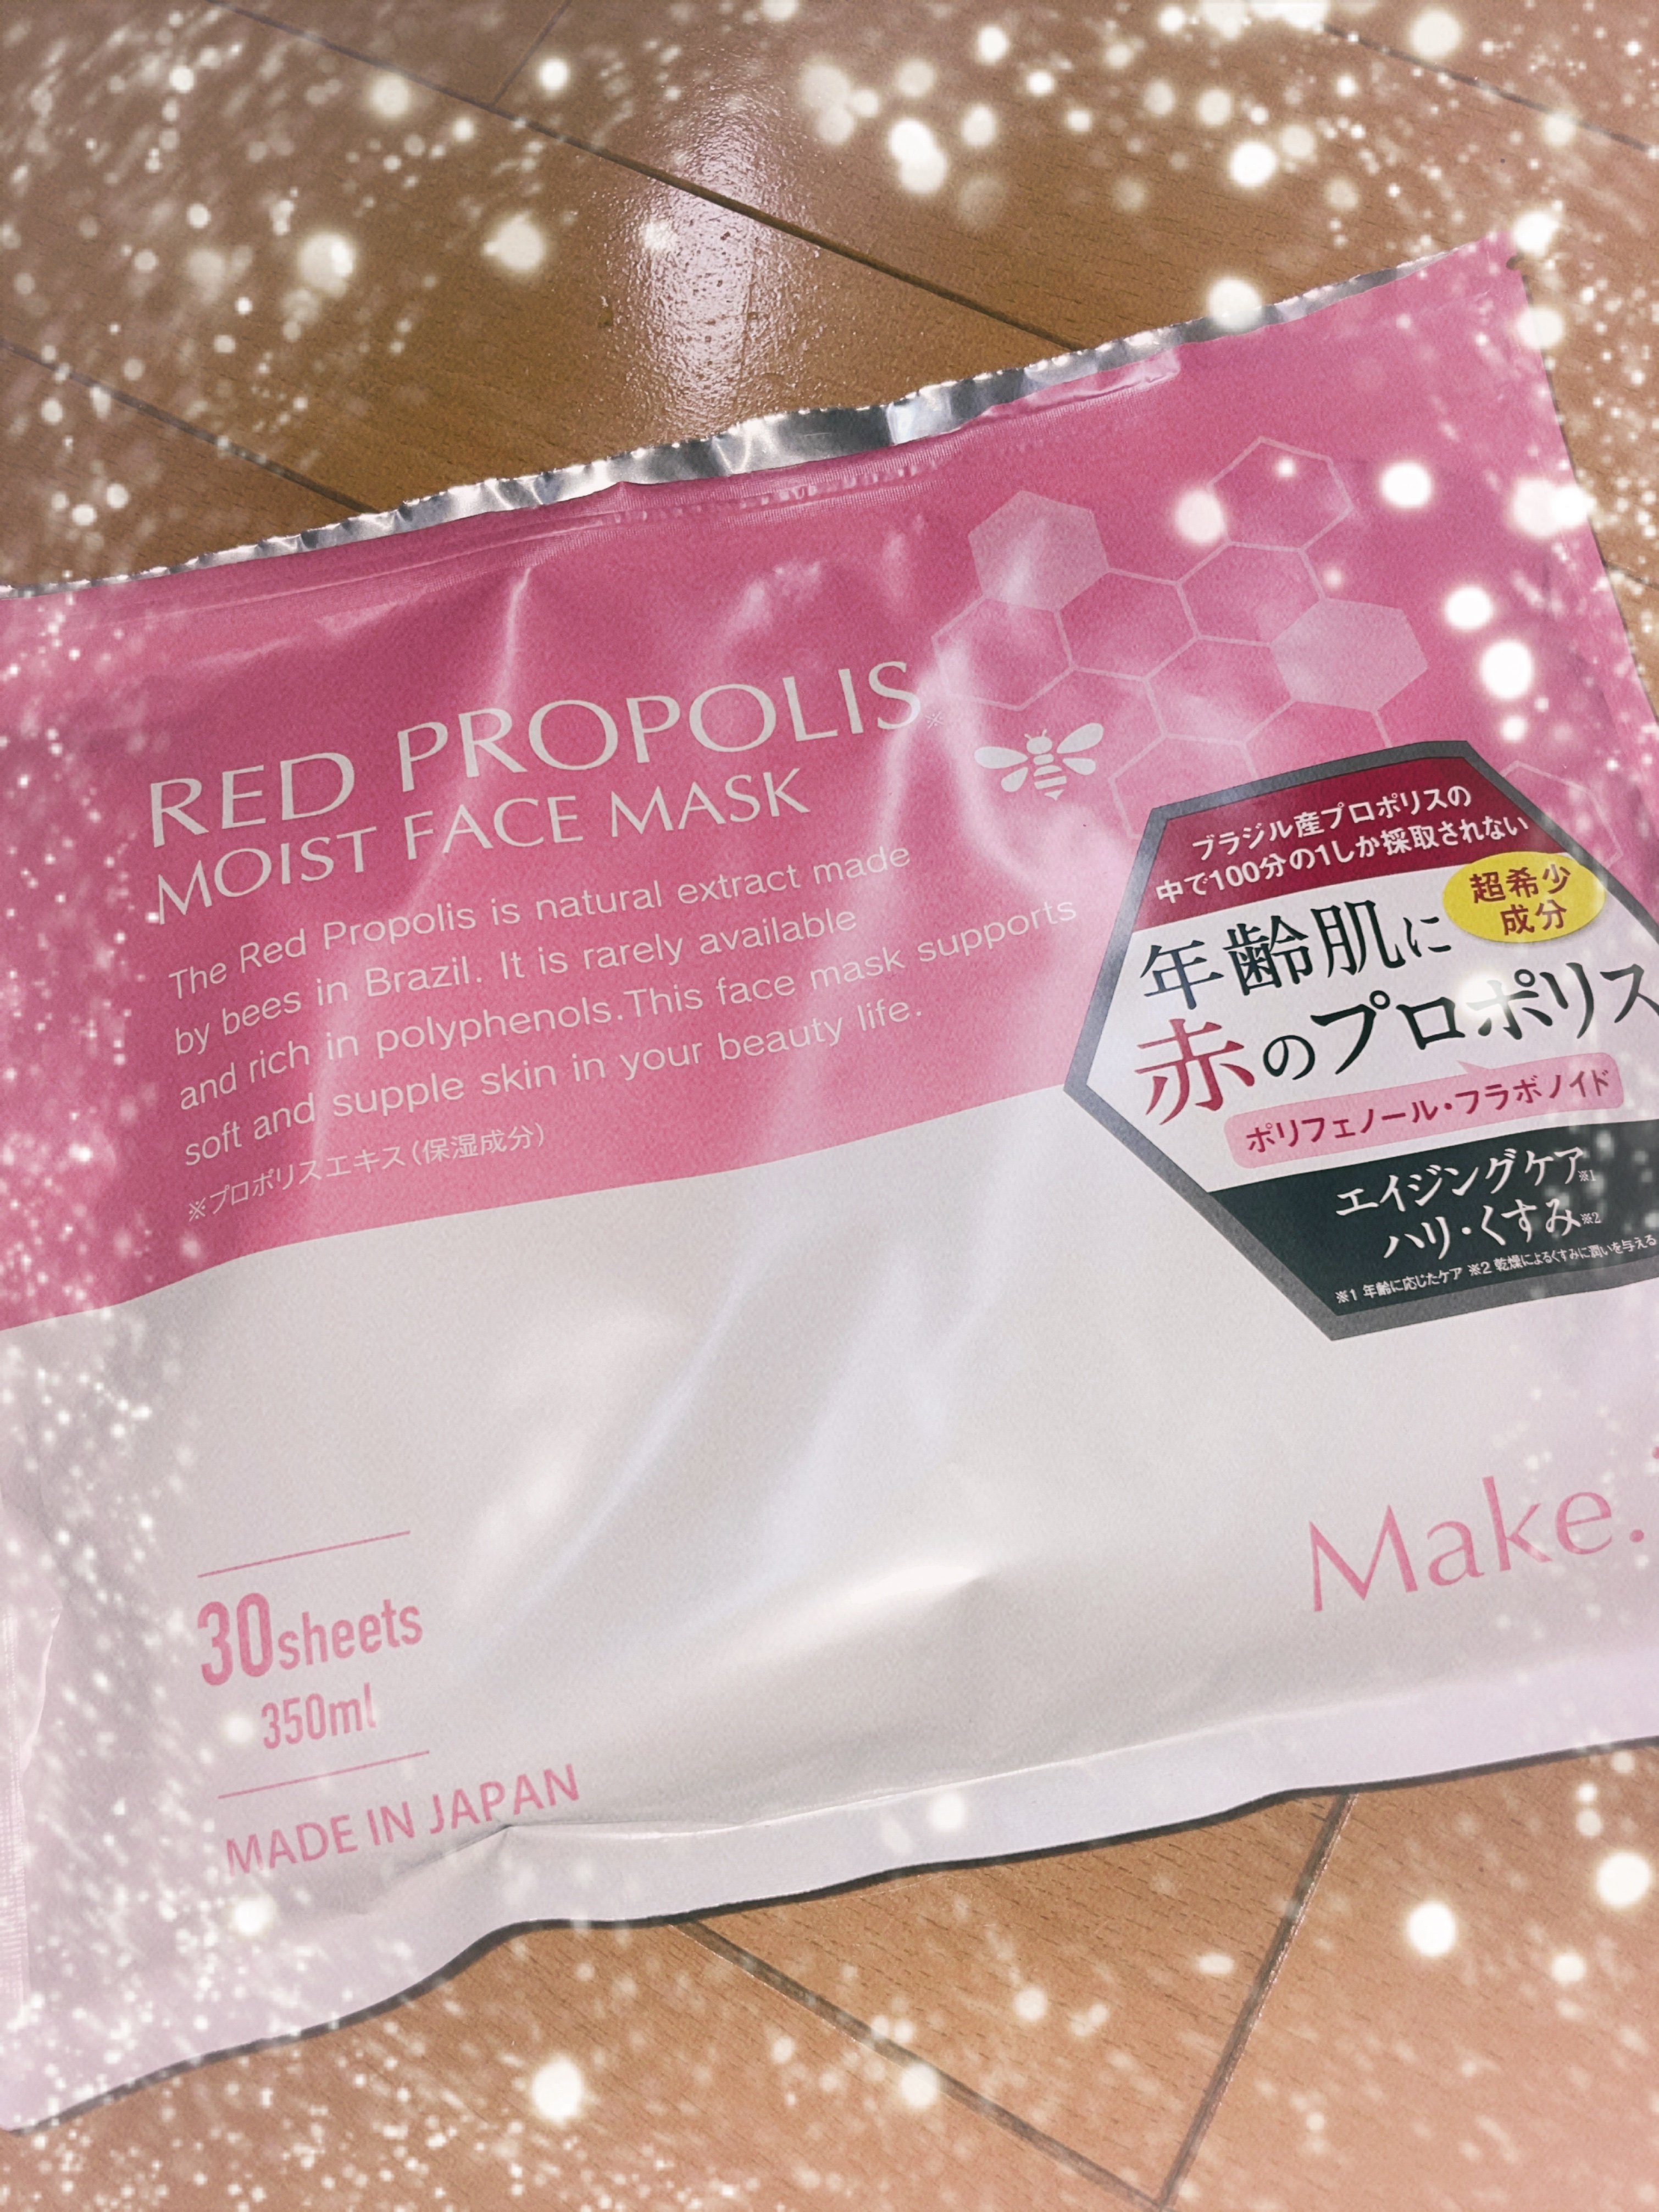 RED PROPOLIS※
MOIST FACE MASK
The Red Propolis is natural extract made
by bees in Brazil. It is rarely available
and rich in polyphenols.This face mask supports
soft and supple skin in your beauty life.
※プロポリスエキス(保湿成分)
ブラジル産プロポリスの
中で100分の1しか採取されない
超希少
成分
年齢肌に
赤のプロポリス
ポリフェノール・フラボノイド
エイジングケア※1
ハリ・くすみ※2
※1 年齢に応じたケア ※2 乾燥によるくすみに潤いを与える
Make.
30sheets
350ml
MADE IN JAPAN